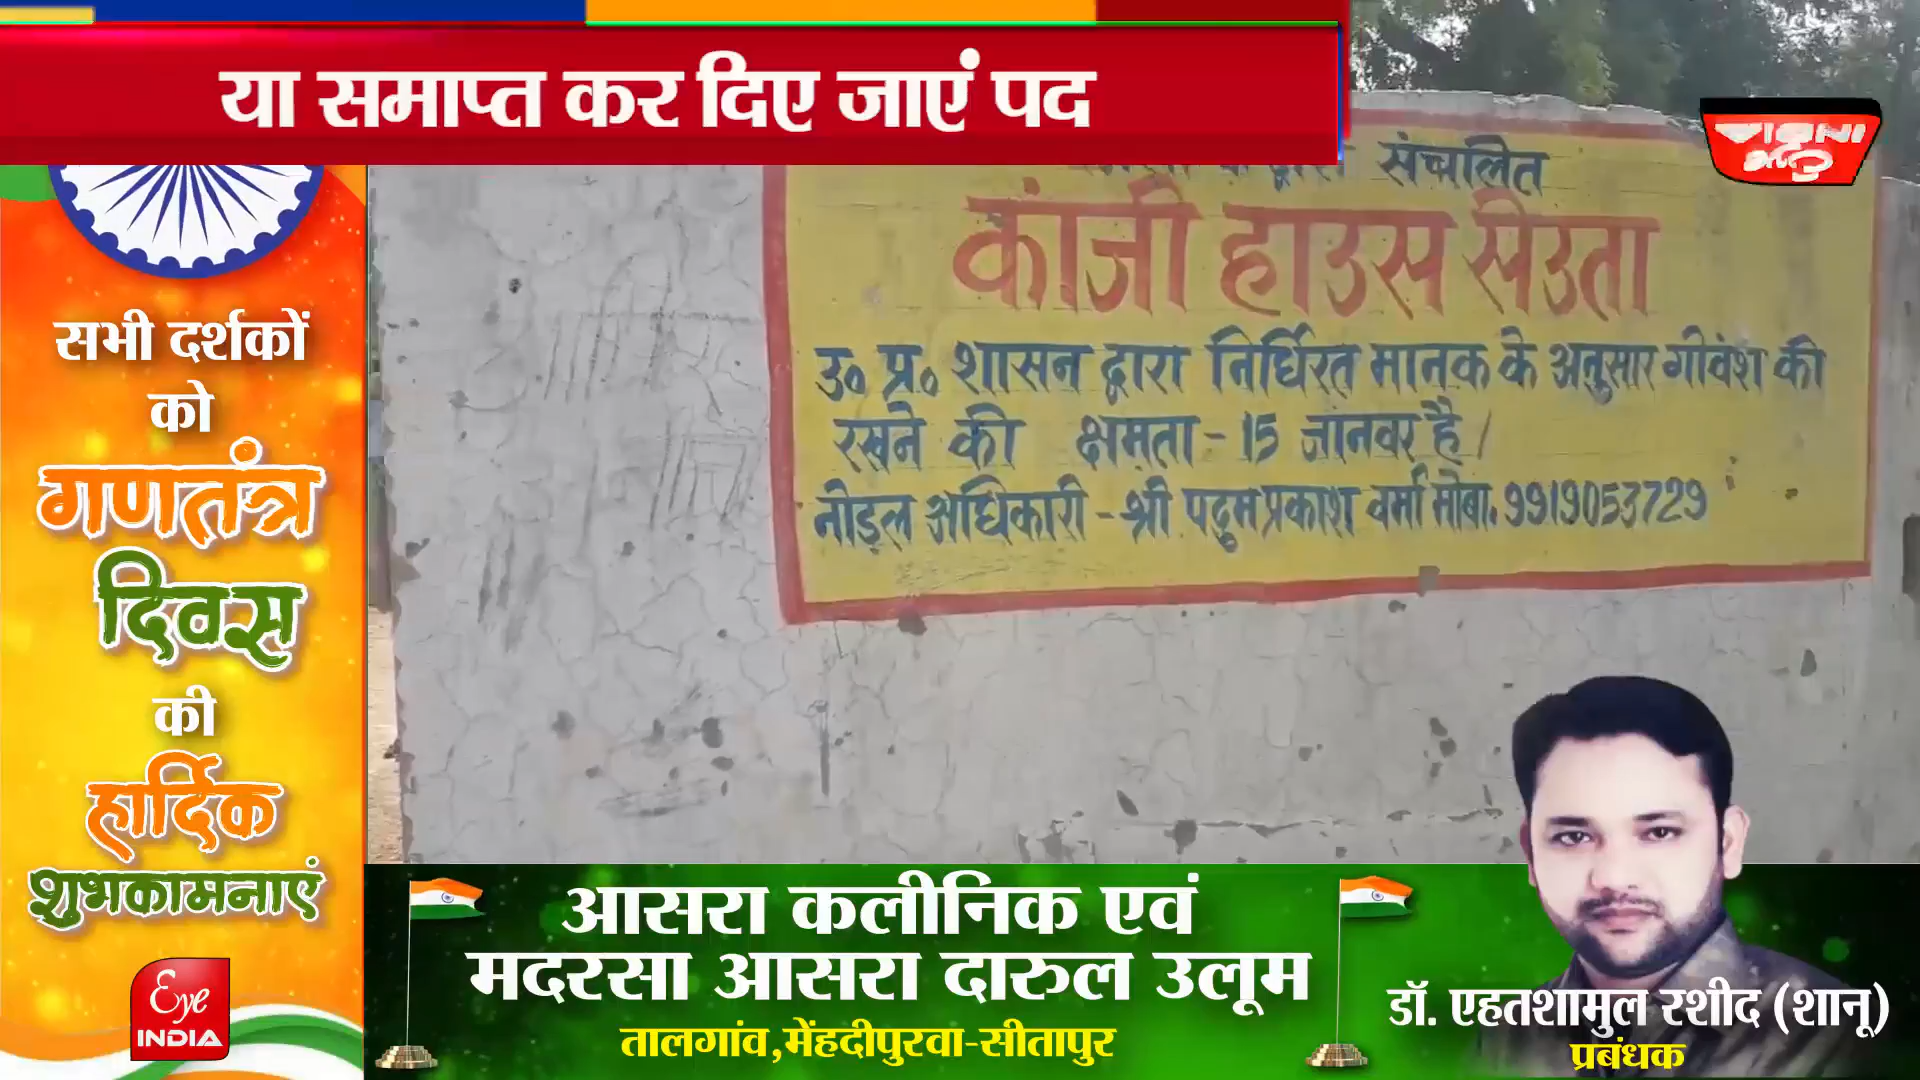 या समाप्त कर दिए जाएं पद
संचालित
कांजी हाउस सेउता
उ० प्र० शासन द्वारा निर्धिरत मानक के अनुसार गोवंश की
रखने की क्षमता - 15 जानवर है /
नोडल अधिकारी - श्री पदुम प्रकाश वर्मा मोबा. 9919053729
सभी दर्शकों
को
गणतंत्र
दिवस
की
हार्दिक
शुभकामनाएं
Eye
INDIA
आसरा कलीनिक एवं
मदरसा आसरा दारुल उलूम
तालगांव,मेंहदीपुरवा-सीतापुर
डॉ. एहतशामुल रशीद (शानू)
प्रबंधक